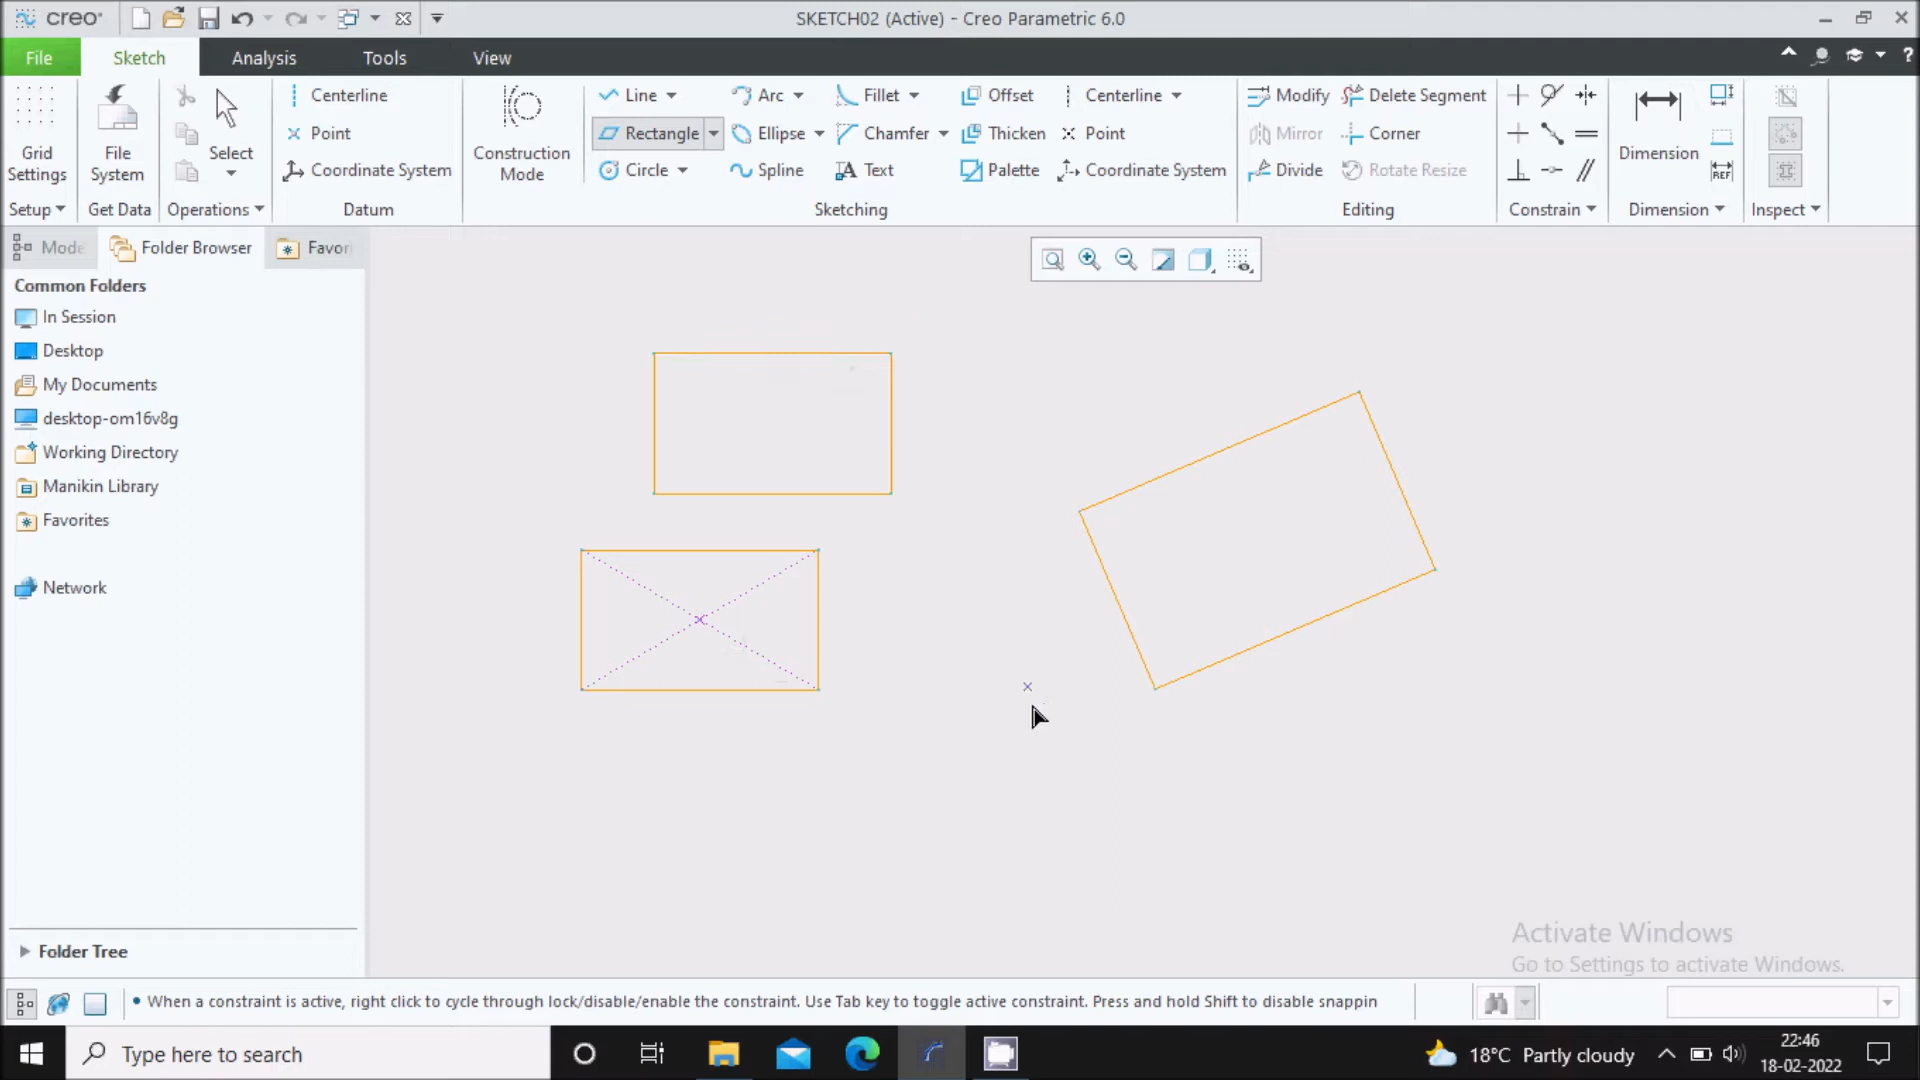 creo
SKETCH02 (Active) - Creo Parametric 6.0
File
Sketch
Analysis
Tools
View
?
Grid
Settings
Setup
File
System
Get Data
Select
Operations
Centerline
Point
Coordinate System
Datum
Construction
Mode
Line
Arc
Fillet
Offset
Centerline
Rectangle
Ellipse
Chamfer
Thicken
Point
Circle
Spline
Text
Palette
Coordinate System
Sketching
Modify
Delete Segment
Mirror
Corner
Divide
Rotate Resize
Editing
Constrain
Dimension
REF
Dimension
Inspect
Mode
Folder Browser
Favori
Common Folders
In Session
Desktop
My Documents
desktop-om16v8g
Working Directory
Manikin Library
Favorites
Network
Folder Tree
Activate Windows
Go to Settings to activate Windows.
• When a constraint is active, right click to cycle through lock/disable/enable the constraint. Use Tab key to toggle active constraint. Press and hold Shift to disable snappin
Type here to search
18°C Partly cloudy
22:46
18-02-2022